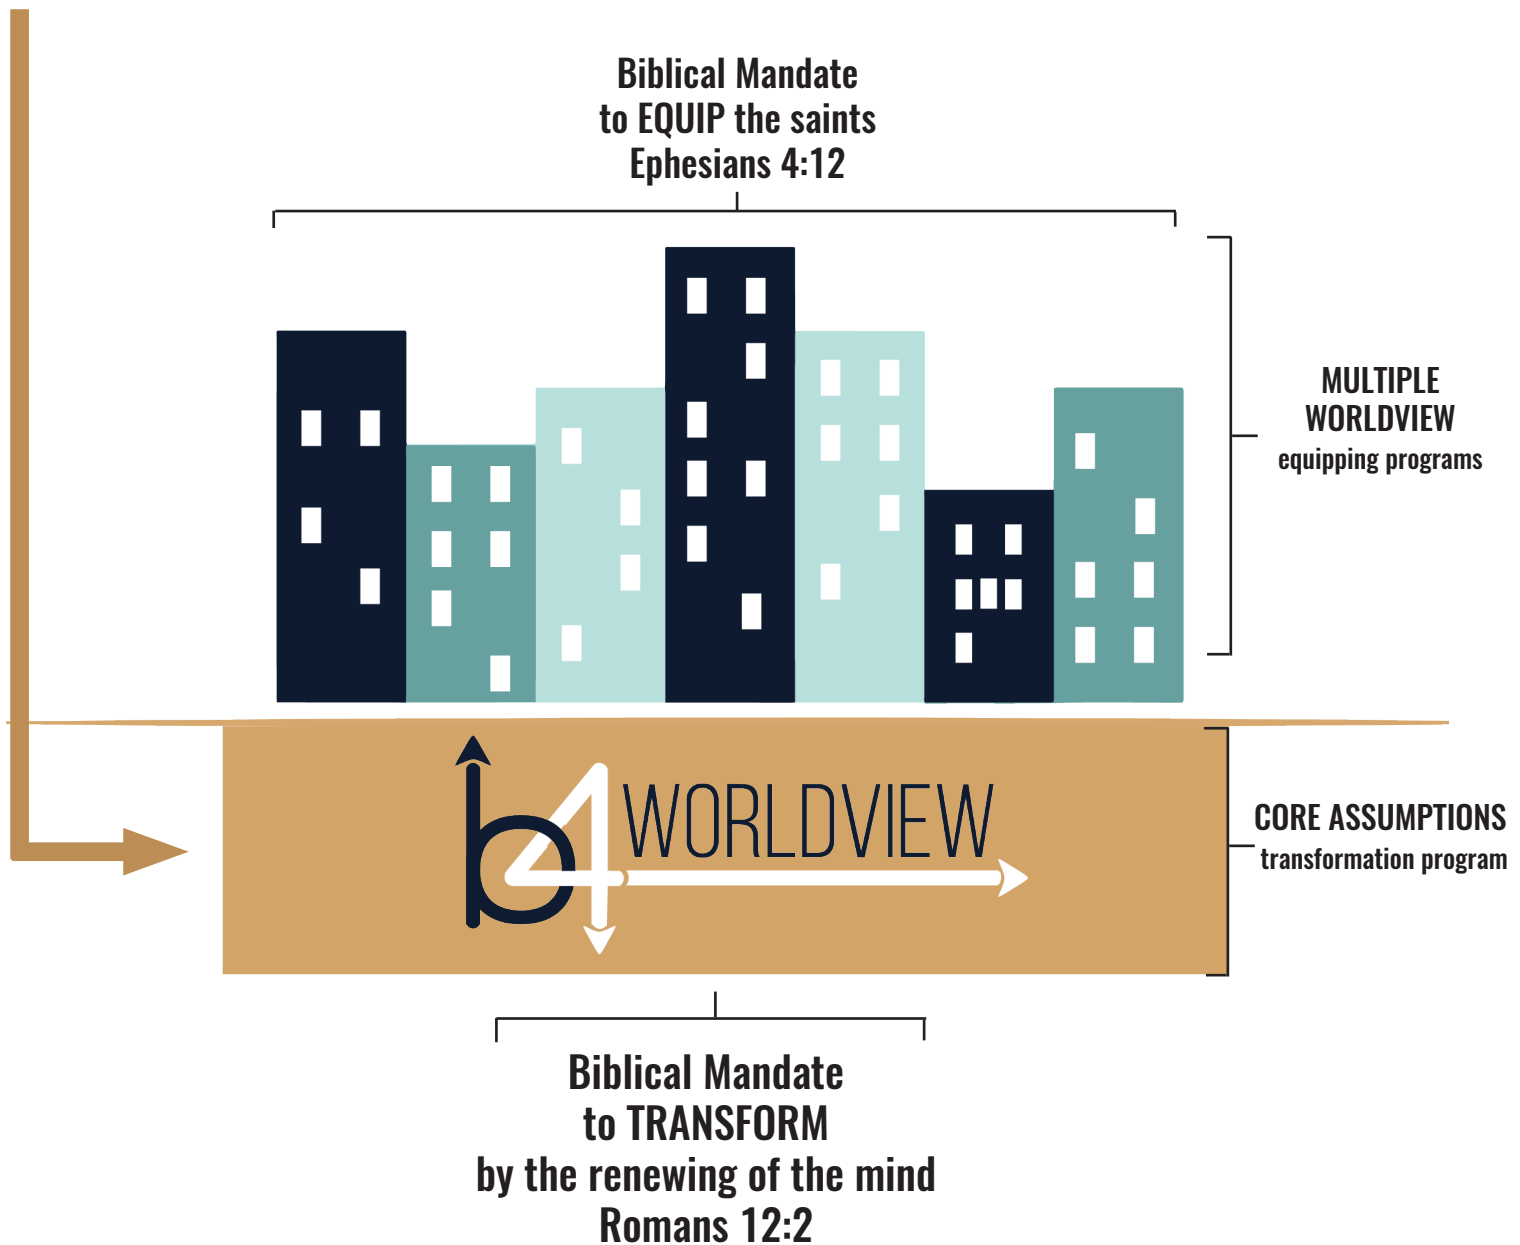 Biblical Mandate
to EQUIP the saints
Ephesians 4:12
MULTIPLE
WORLDVIEW
equipping programs
b4 WORLDVIEW
CORE ASSUMPTIONS
transformation program
Biblical Mandate
to TRANSFORM
by the renewing of the mind
Romans 12:2